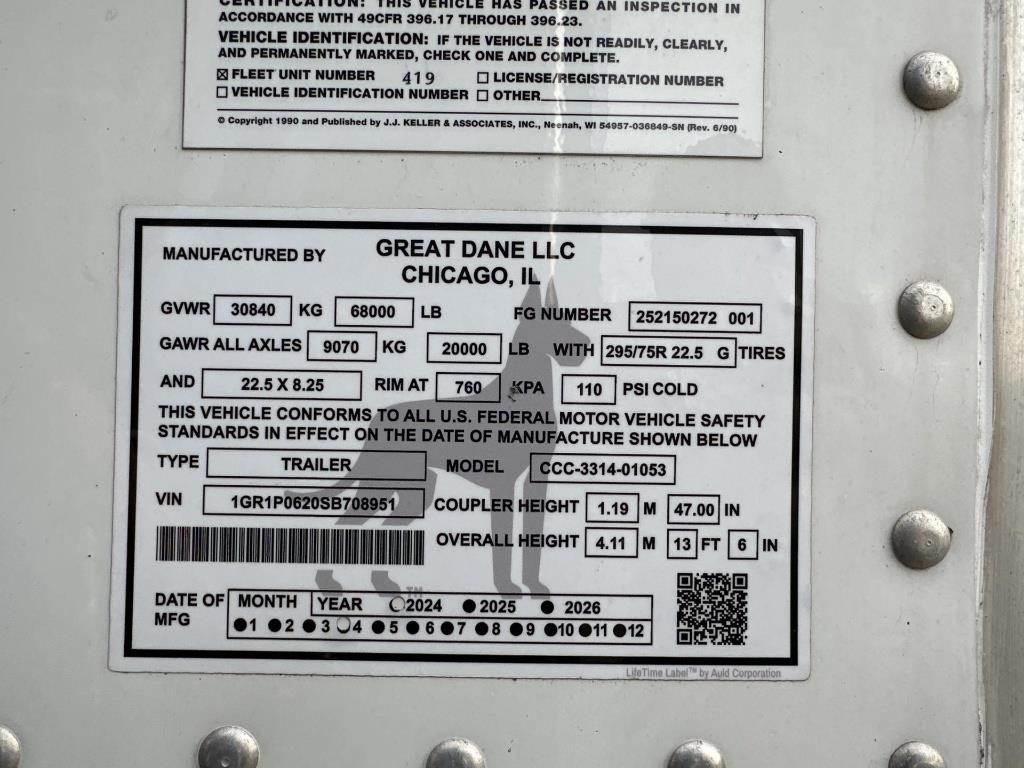 CERTIFICATION: THIS VEHICLE HAS PASSED AN INSPECTION IN
ACCORDANCE WITH 49CFR 396.17 THROUGH 396.23.
VEHICLE IDENTIFICATION: IF THE VEHICLE IS NOT READILY, CLEARLY,
AND PERMANENTLY MARKED, CHECK ONE AND COMPLETE.
☒ FLEET UNIT NUMBER 419 ☐ LICENSE/REGISTRATION NUMBER
☐ VEHICLE IDENTIFICATION NUMBER ☐ OTHER
© Copyright 1990 and Published by J.J. KELLER & ASSOCIATES, INC., Neenah, WI 54957-036849-SN (Rev. 6/90)
MANUFACTURED BY GREAT DANE LLC
CHICAGO, IL
GVWR 30840 KG 68000 LB FG NUMBER 252150272 001
GAWR ALL AXLES 9070 KG 20000 LB WITH 295/75R 22.5 G TIRES
AND 22.5 X 8.25 RIM AT 760 KPA 110 PSI COLD
THIS VEHICLE CONFORMS TO ALL U.S. FEDERAL MOTOR VEHICLE SAFETY
STANDARDS IN EFFECT ON THE DATE OF MANUFACTURE SHOWN BELOW
TYPE TRAILER MODEL CCC-3314-01053
VIN 1GR1P0620SB708951 COUPLER HEIGHT 1.19 M 47.00 IN
OVERALL HEIGHT 4.11 M 13 FT 6 IN
TM
DATE OF MFG MONTH YEAR ○2024 ●2025 ●2026
●1 ●2 ●3 ○4 ●5 ●6 ●7 ●8 ●9 ●10 ●11 ●12
LifeTime Label™ by Auld Corporation